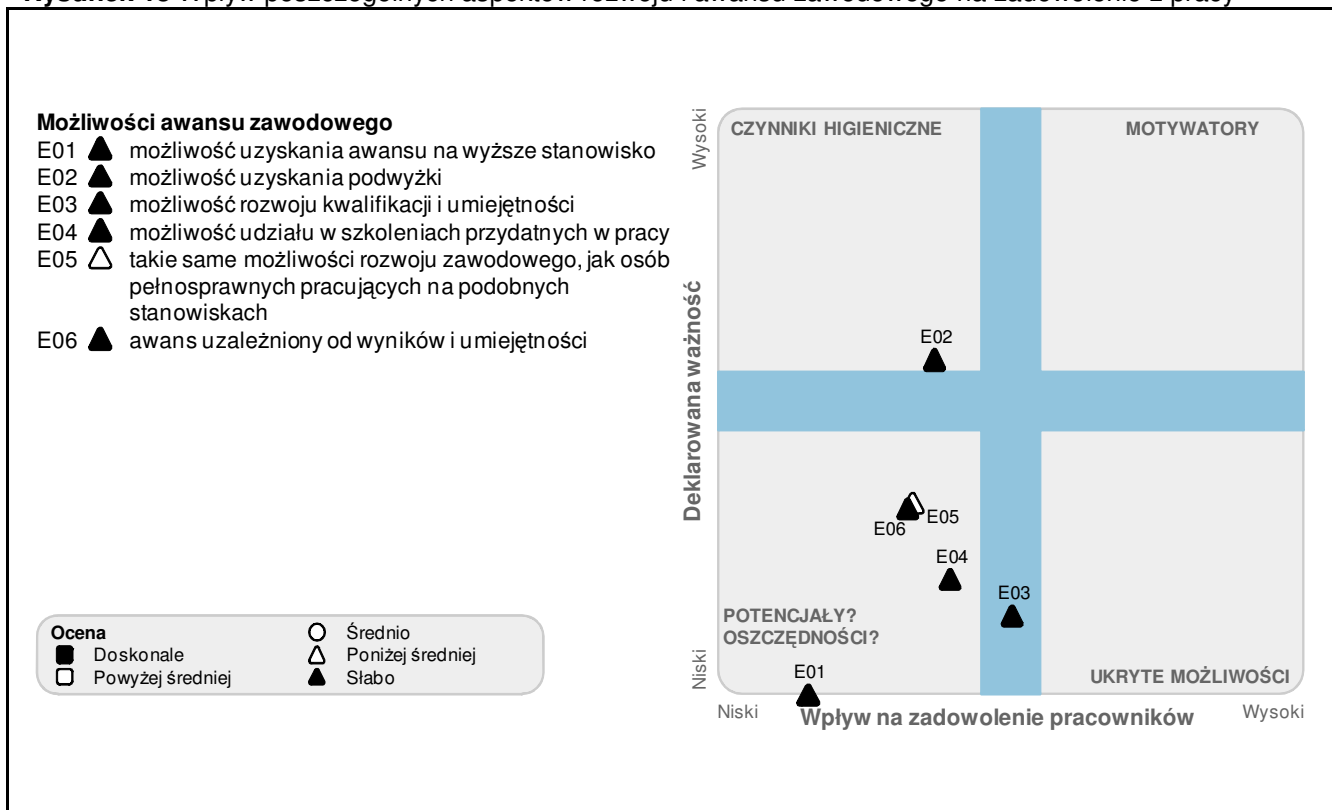 Możliwości awansu zawodowego
E01 możliwość uzyskania awansu na wyższe stanowisko
E02 możliwość uzyskania podwyżki
E03 możliwość rozwoju kwalifikacji i umiejętności
E04 możliwość udziału w szkoleniach przydatnych w pracy
E05 takie same możliwości rozwoju zawodowego, jak osób
pełnosprawnych pracujących na podobnych
stanowiskach
E06 awans uzależniony od wyników i umiejętności
Ocena
Doskonale
Powyżej średniej
Średnio
Poniżej średniej
Słabo
Wysoki
Deklarowana ważność
Niski
CZYNNIKI HIGIENICZNE
MOTYWATORY
E02
E05
E06
E04
E03
POTENCJAŁY?
OSZCZĘDNOŚCI?
E01
UKRYTE MOŻLIWOŚCI
Niski
Wpływ na zadowolenie pracowników
Wysoki